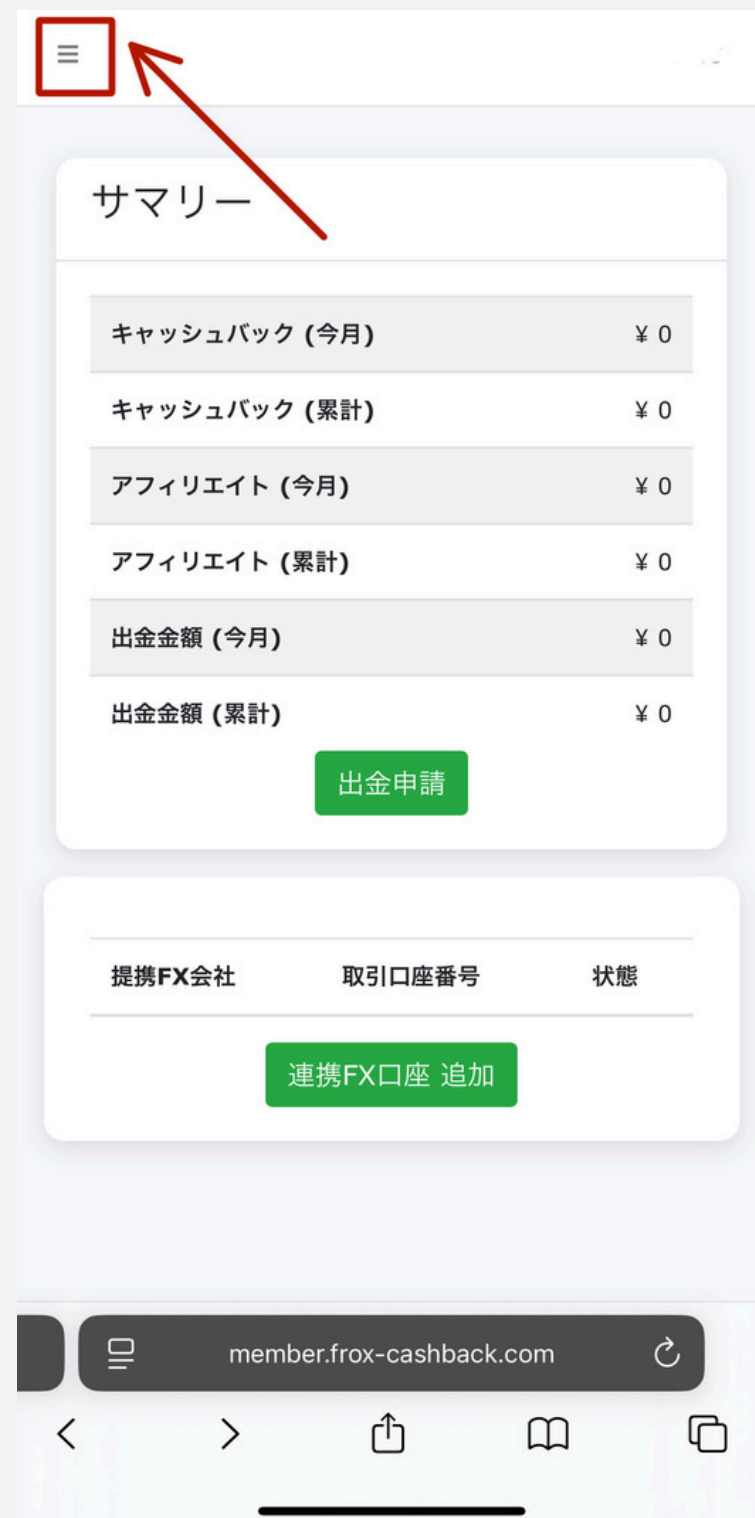 サマリー
キャッシュバック (今月) ¥ 0
キャッシュバック (累計) ¥ 0
アフィリエイト (今月) ¥ 0
アフィリエイト (累計) ¥ 0
出金金額 (今月) ¥ 0
出金金額 (累計) ¥ 0
出金申請
提携FX会社 取引口座番号 状態
連携FX口座 追加
member.frox-cashback.com